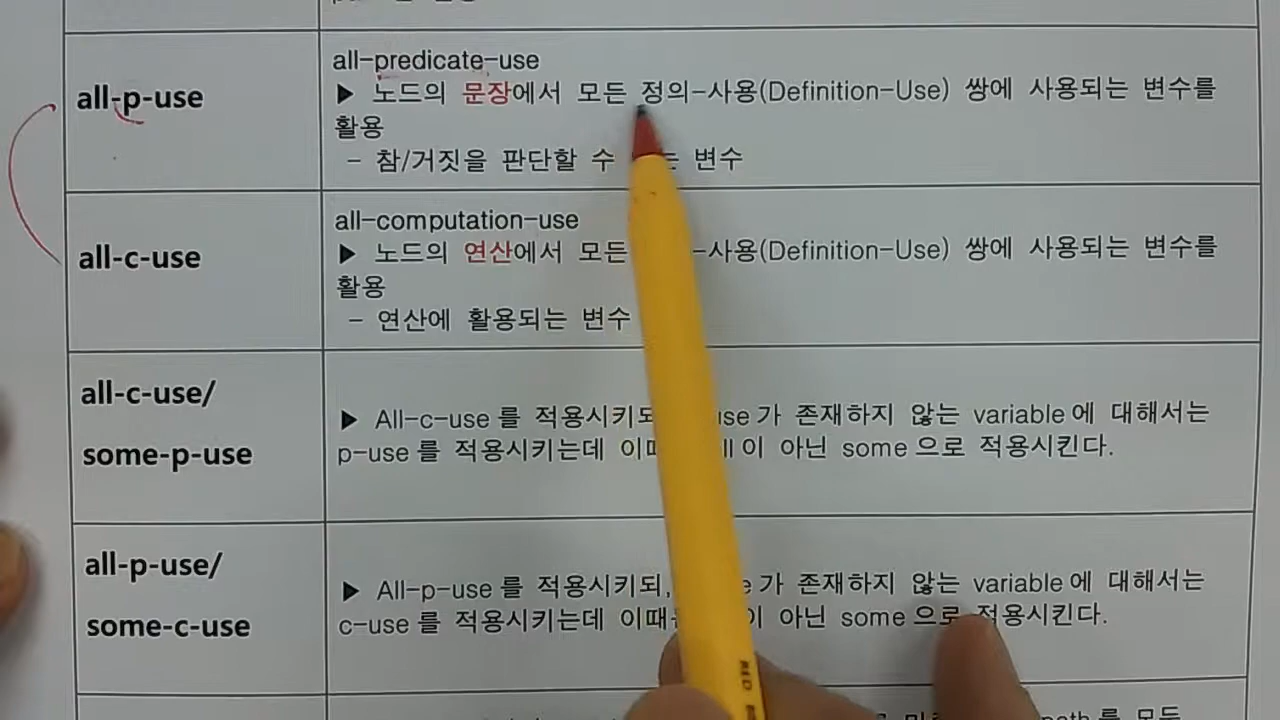 all-p-use
all-predicate-use
▶ 노드의 문장에서 모든 정의-사용(Definition-Use) 쌍에 사용되는 변수를
활용
- 참/거짓을 판단할 수 변수
all-c-use
all-computation-use
▶ 노드의 연산에서 모든 -사용(Definition-Use) 쌍에 사용되는 변수를
활용
- 연산에 활용되는 변수
all-c-use/
some-p-use
▶ All-c-use 를 적용시키되 가 존재하지 않는 variable 에 대해서는
p-use 를 적용시키는데 이 아닌 some 으로 적용시킨다.
all-p-use/
some-c-use
▶ All-p-use 를 적용시키되, 가 존재하지 않는 variable 에 대해서는
c-use 를 적용시키는데 이 아닌 some 으로 적용시킨다.
를 모든
RED